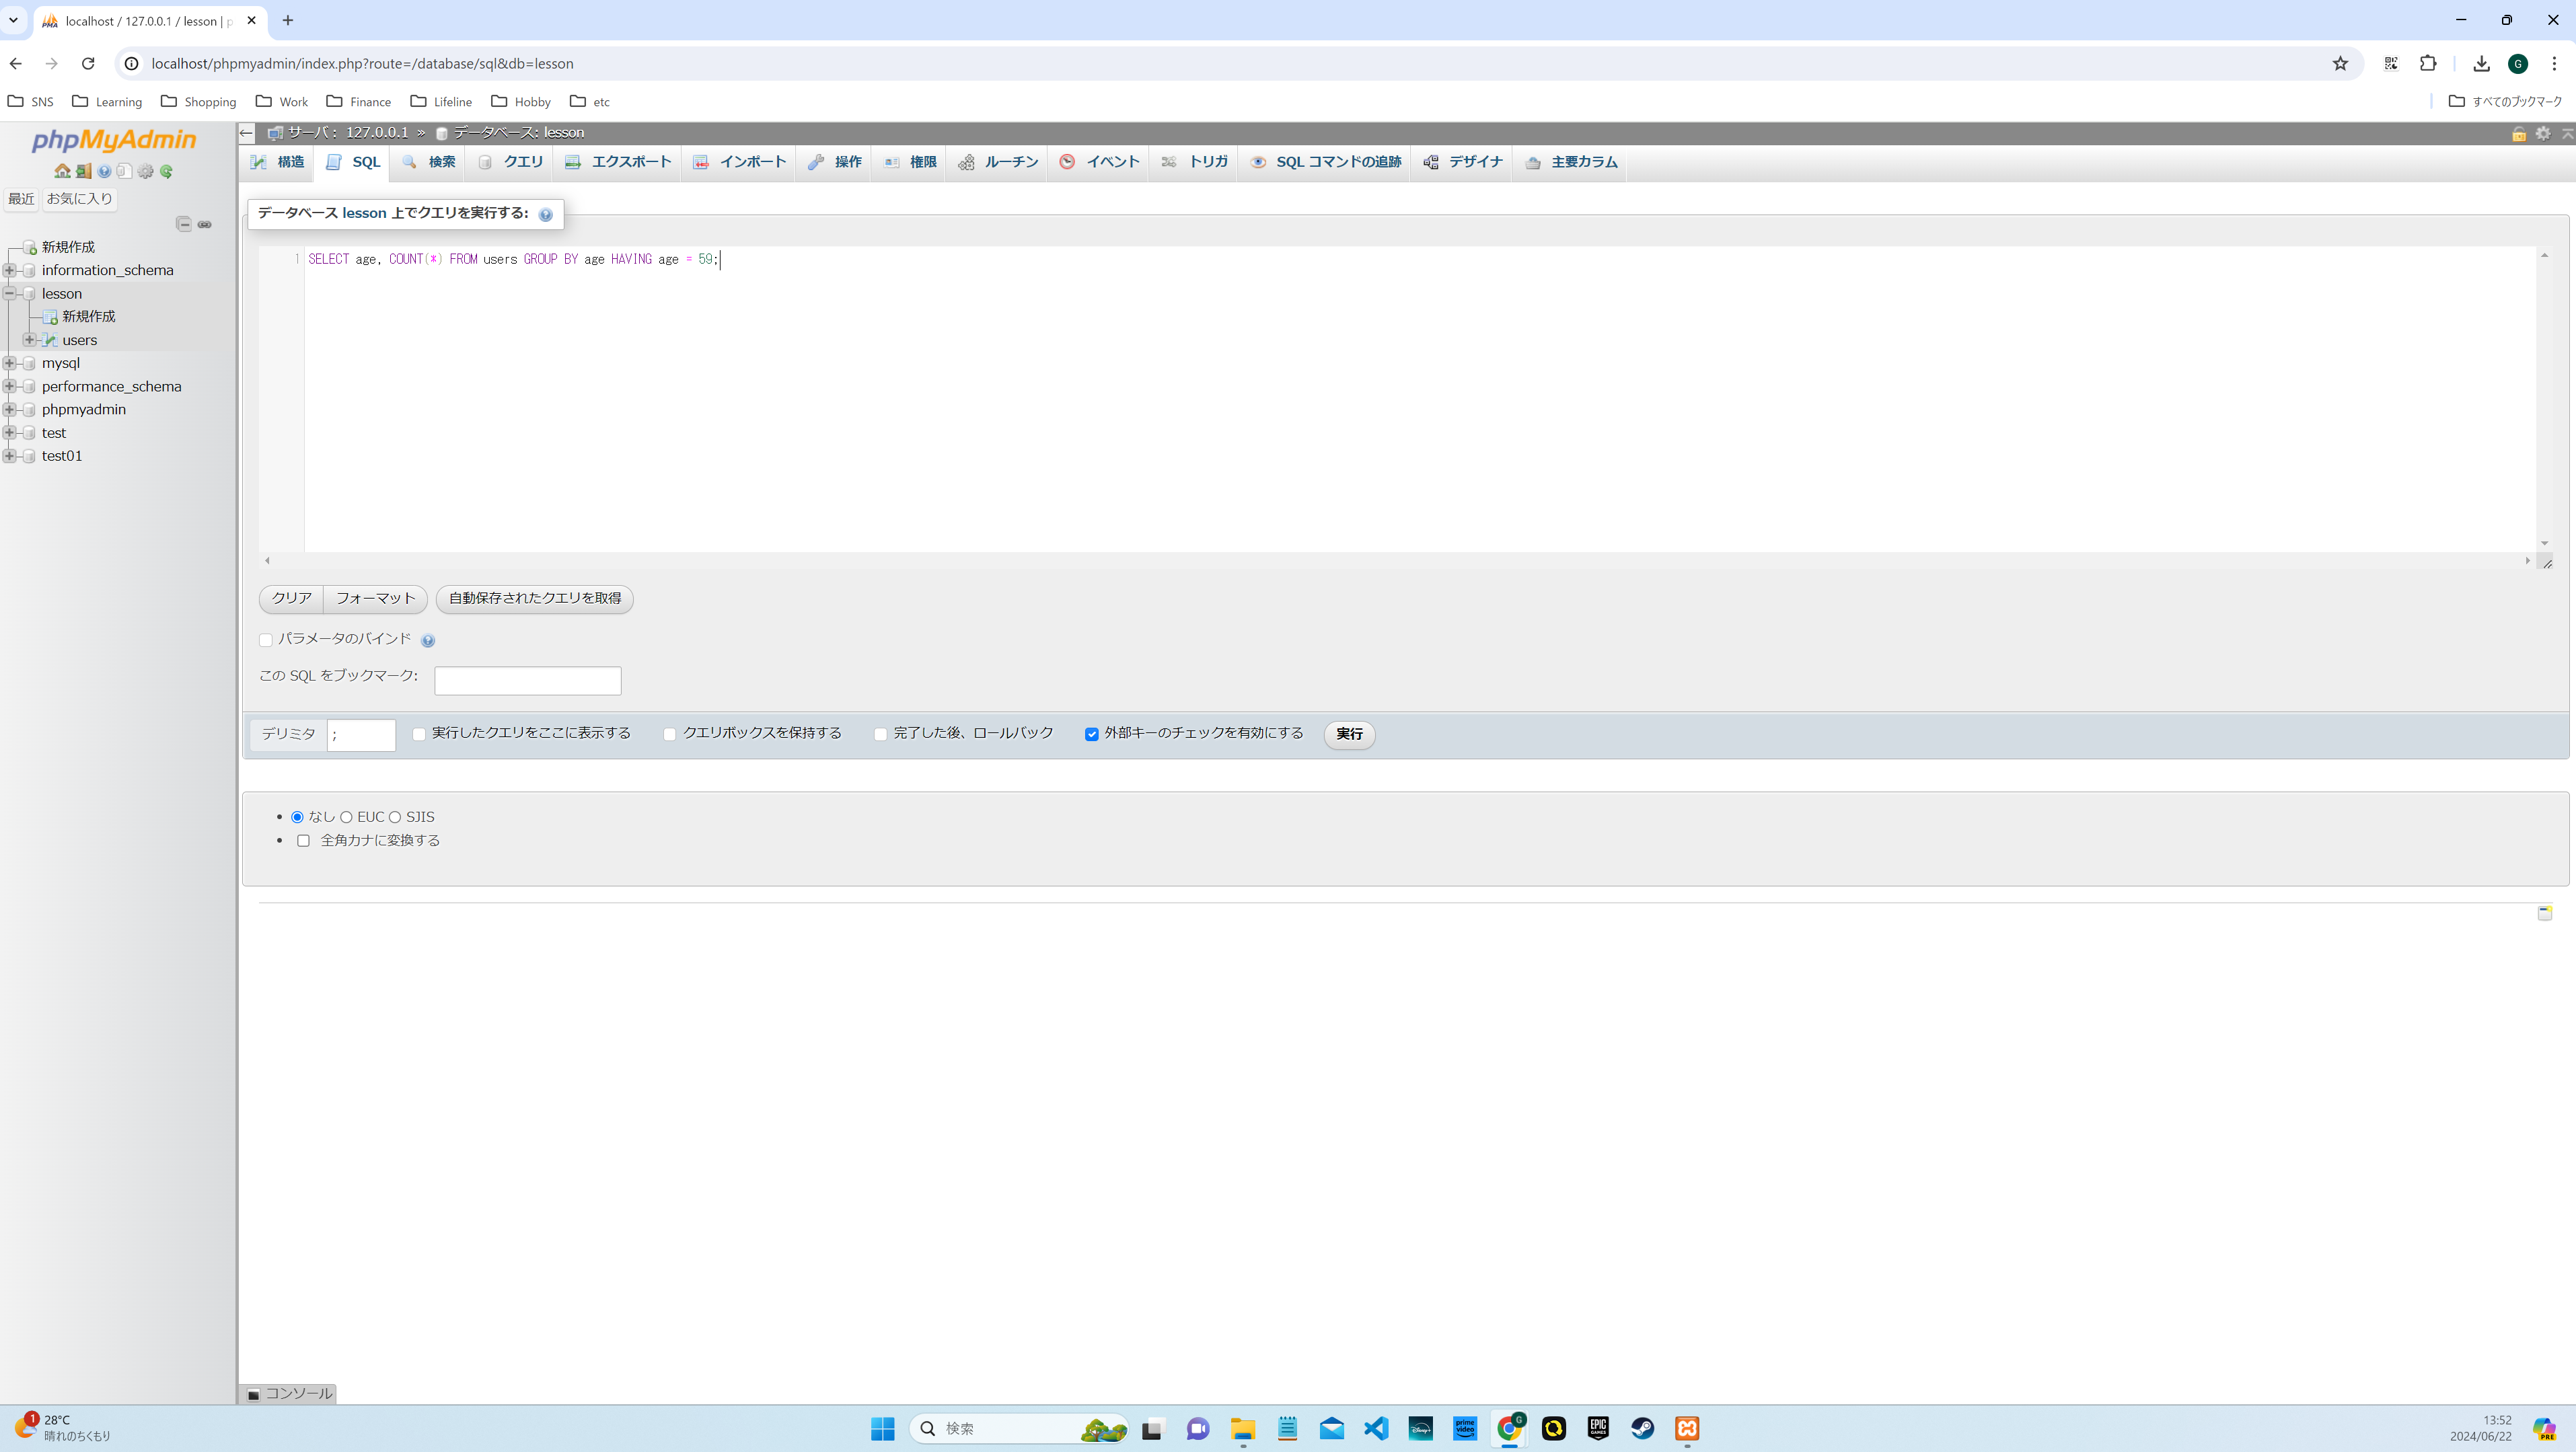 localhost / 127.0.0.1 / lesson | p
localhost/phpmyadmin/index.php?route=/database/sql&db=lesson
SNS Learning Shopping Work Finance Lifeline Hobby etc すべてのブックマーク
phpMyAdmin
最近 お気に入り
新規作成
information_schema
lesson
新規作成
users
mysql
performance_schema
phpmyadmin
test
test01
サーバ： 127.0.0.1 » データベース: lesson
構造 SQL 検索 クエリ エクスポート インポート 操作 権限 ルーチン イベント トリガ SQL コマンドの追跡 デザイナ 主要カラム
データベース lesson 上でクエリを実行する:
1 SELECT age, COUNT(*) FROM users GROUP BY age HAVING age = 59;
クリア フォーマット 自動保存されたクエリを取得
パラメータのバインド
この SQL をブックマーク:
デリミタ ; 実行したクエリをここに表示する クエリボックスを保持する 完了した後、ロールバック 外部キーのチェックを有効にする 実行
なし EUC SJIS
全角カナに変換する
コンソール
1 28°C
晴れのちくもり
検索
Disney+
prime video
EPIC GAMES
G
13:52
2024/06/22
PRE